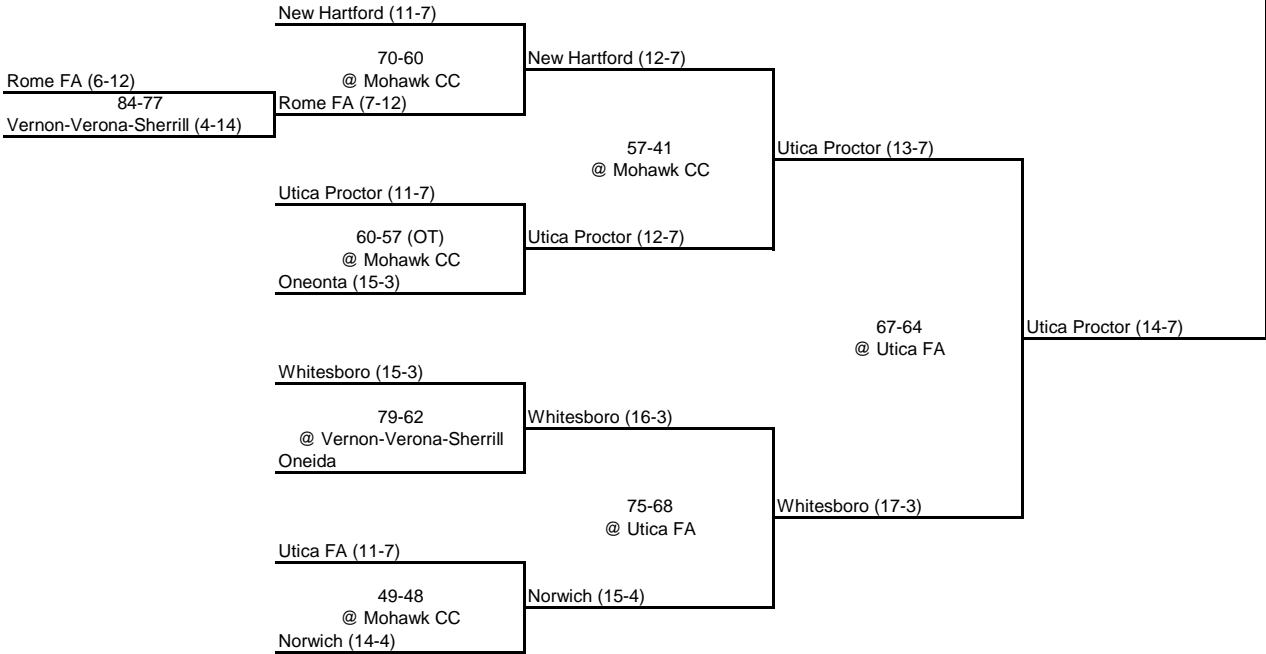 New Hartford (11-7)
70-60
@ Mohawk CC
New Hartford (12-7)
Rome FA (6-12)
84-77
Vernon-Verona-Sherrill (4-14)
Rome FA (7-12)
57-41
@ Mohawk CC
Utica Proctor (13-7)
Utica Proctor (11-7)
60-57 (OT)
@ Mohawk CC
Utica Proctor (12-7)
Oneonta (15-3)
67-64
@ Utica FA
Utica Proctor (14-7)
Whitesboro (15-3)
79-62
@ Vernon-Verona-Sherrill
Whitesboro (16-3)
Oneida
75-68
@ Utica FA
Whitesboro (17-3)
Utica FA (11-7)
49-48
@ Mohawk CC
Norwich (15-4)
Norwich (14-4)